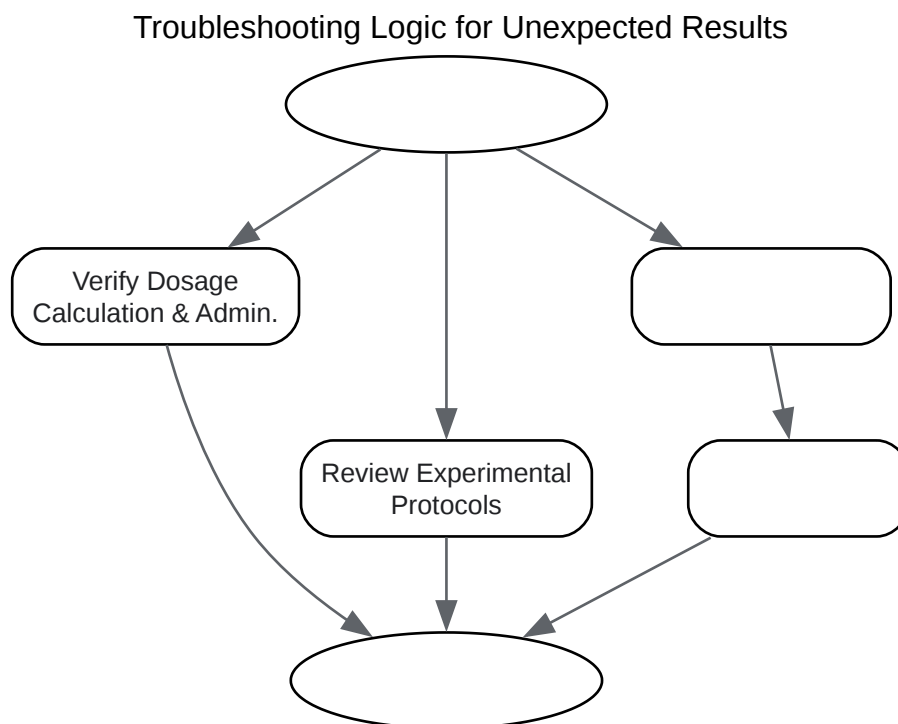 Troubleshooting Logic for Unexpected Results
Verify Dosage
Calculation & Admin.
Review Experimental
Protocols